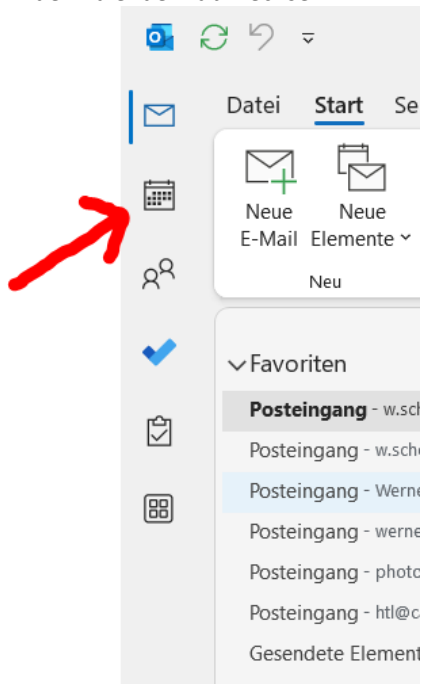 Datei Start Se
Neue E-Mail
Neue Elemente
Neu
Favoriten
Posteingang - w.sch
Posteingang - w.sch
Posteingang - Werne
Posteingang - werne
Posteingang - photo
Posteingang - htl@c
Gesendete Element